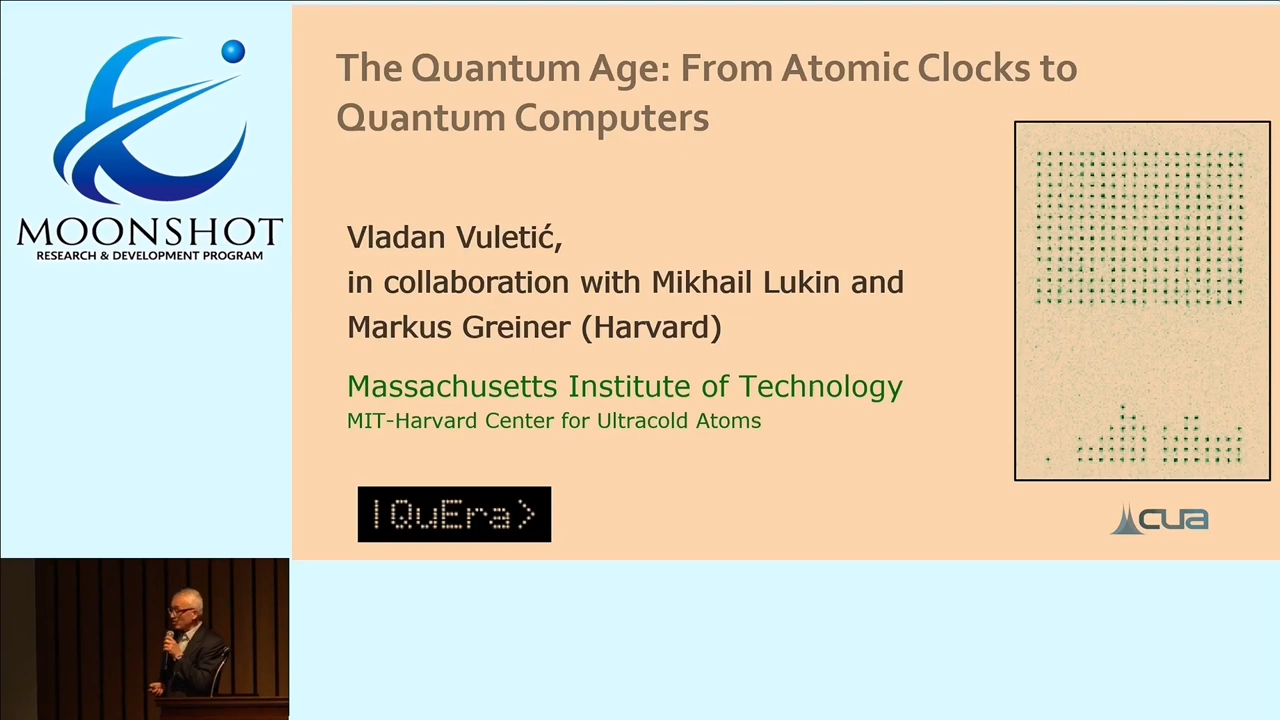 MOONSHOT
RESEARCH & DEVELOPMENT PROGRAM
The Quantum Age: From Atomic Clocks to
Quantum Computers
Vladan Vuletić,
in collaboration with Mikhail Lukin and
Markus Greiner (Harvard)
Massachusetts Institute of Technology
MIT-Harvard Center for Ultracold Atoms
|QuEra>
cua